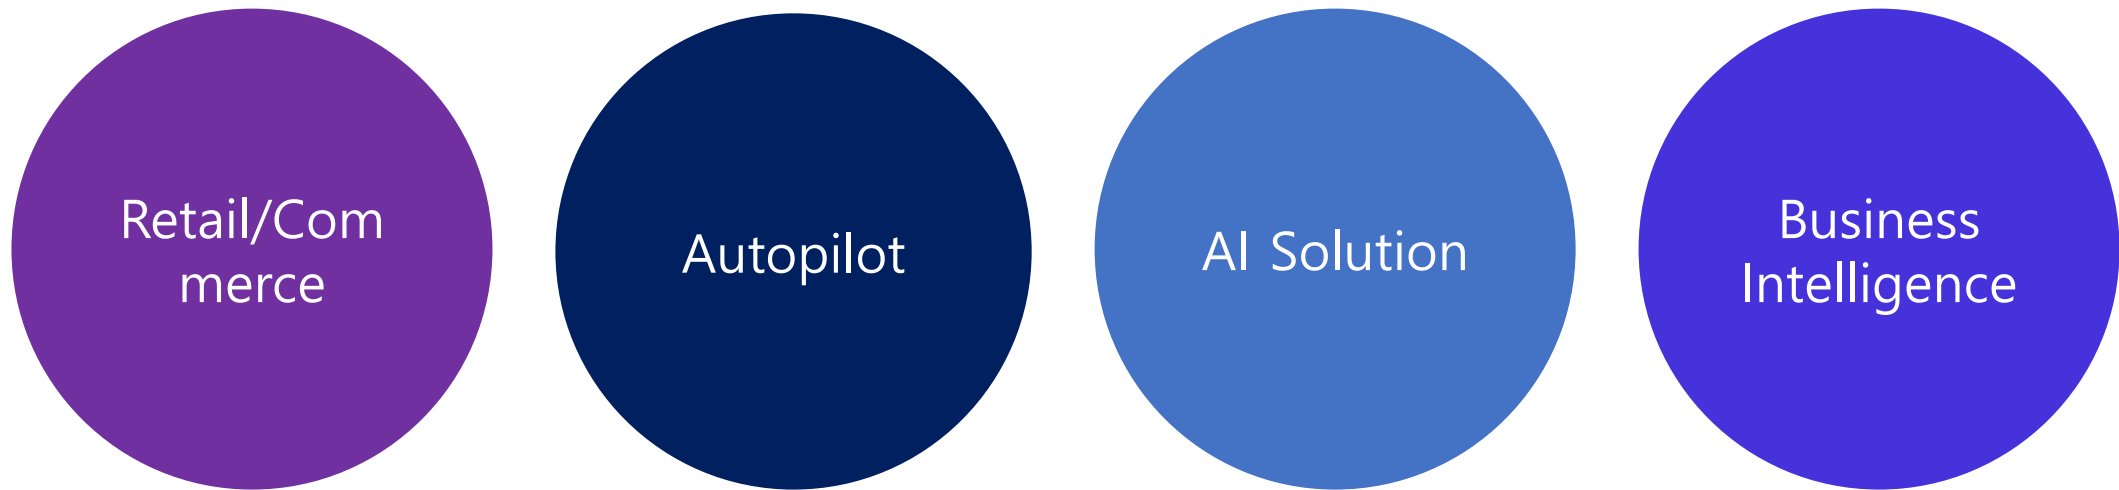 Retail/Com
merce
Autopilot
AI Solution
Business
Intelligence